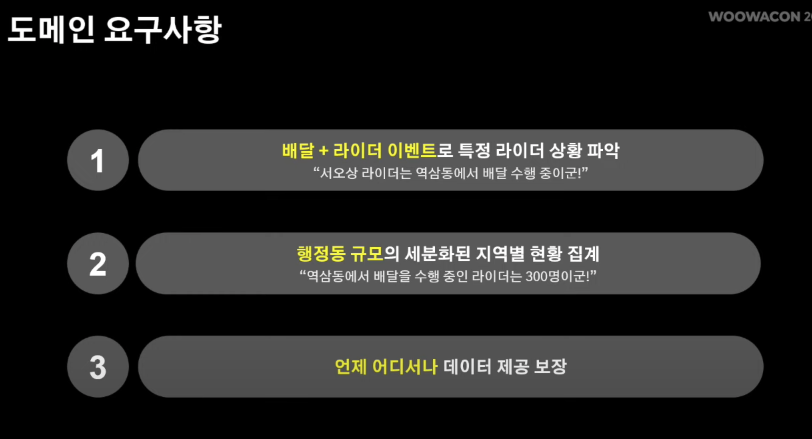 도메인 요구사항
WOOWACON
1
배달 + 라이더 이벤트로 특정 라이더 상황 파악
“서오상 라이더는 역삼동에서 배달 수행 중이군!”
2
행정동 규모의 세분화된 지역별 현황 집계
“역삼동에서 배달을 수행 중인 라이더는 300명이군!”
3
언제 어디서나 데이터 제공 보장